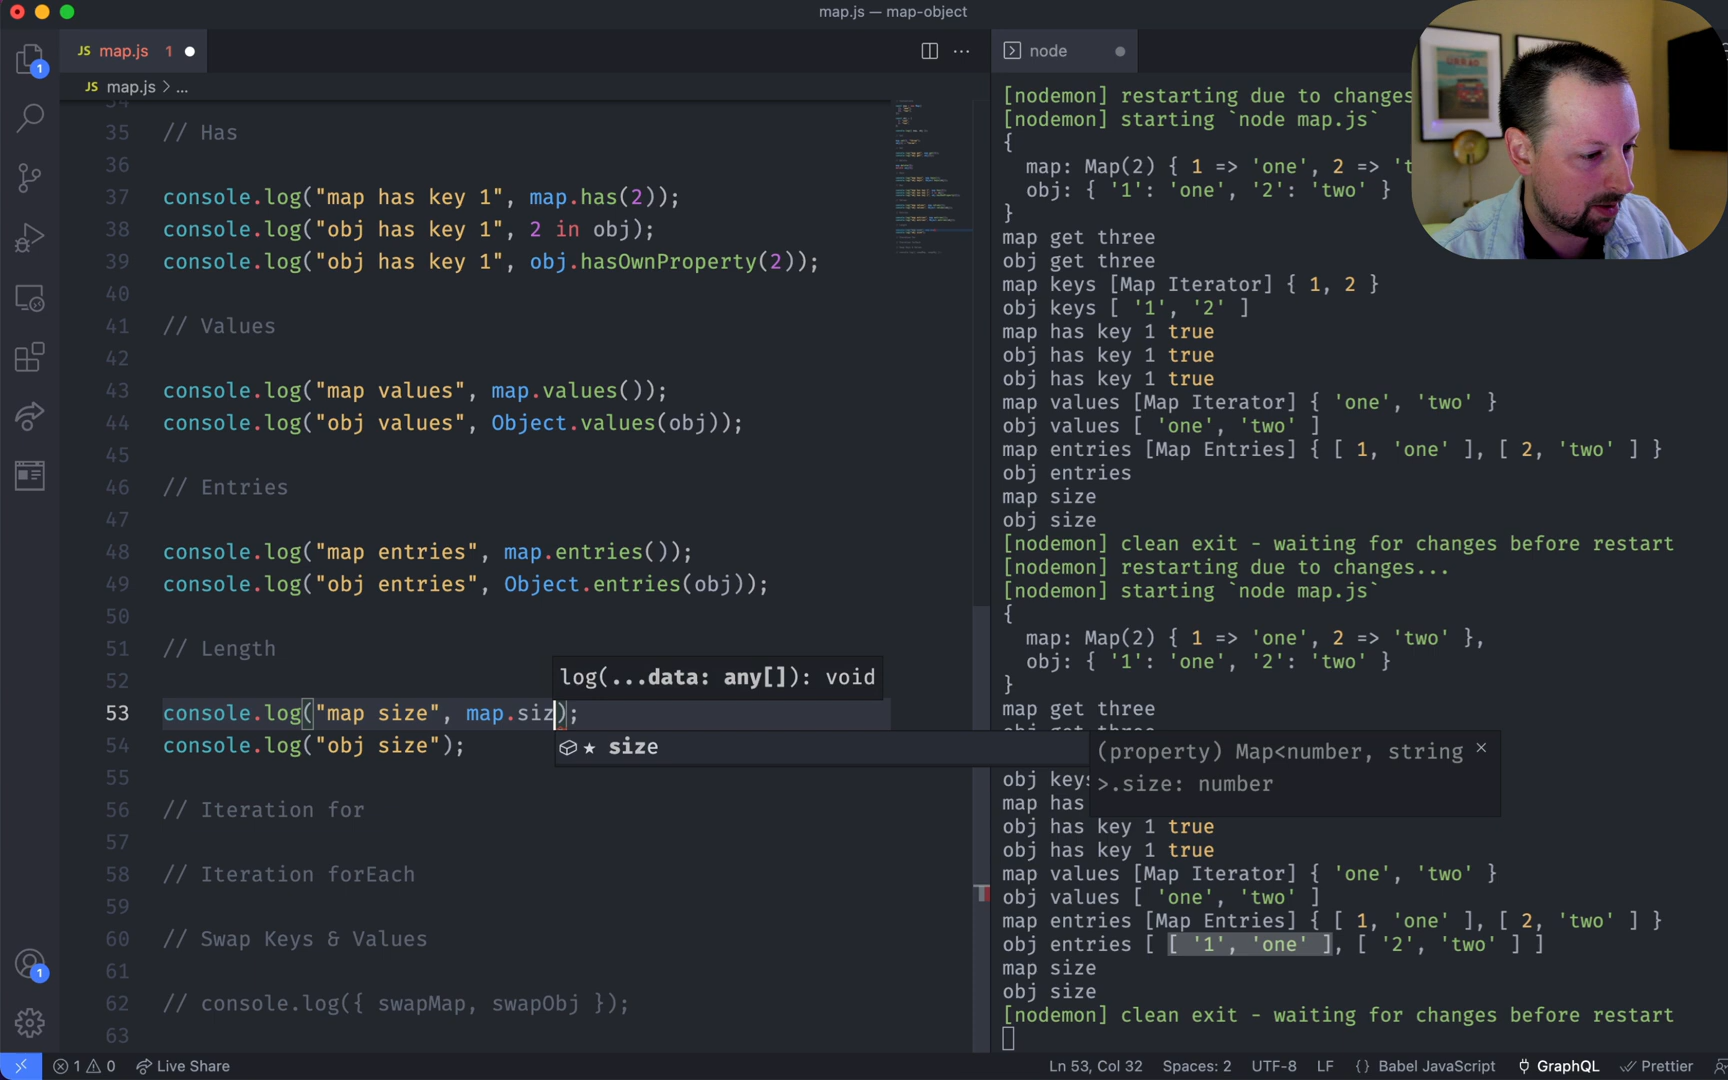 map.js — map-object
JS map.js 1
node
JS map.js > ...
34
35 // Has
36
37 console.log("map has key 1", map.has(2));
38 console.log("obj has key 1", 2 in obj);
39 console.log("obj has key 1", obj.hasOwnProperty(2));
40
41 // Values
42
43 console.log("map values", map.values());
44 console.log("obj values", Object.values(obj));
45
46 // Entries
47
48 console.log("map entries", map.entries());
49 console.log("obj entries", Object.entries(obj));
50
51 // Length
52
log(...data: any[]): void
53 console.log("map size", map.siz);
54 console.log("obj size");
size
(property) Map<number, string
>.size: number
55
56 // Iteration for
57
58 // Iteration forEach
59
60 // Swap Keys & Values
61
62 // console.log({ swapMap, swapObj });
63
[nodemon] restarting due to changes
[nodemon] starting `node map.js`
{
map: Map(2) { 1 => 'one', 2 => 't
obj: { '1': 'one', '2': 'two' }
}
map get three
obj get three
map keys [Map Iterator] { 1, 2 }
obj keys [ '1', '2' ]
map has key 1 true
obj has key 1 true
obj has key 1 true
map values [Map Iterator] { 'one', 'two' }
obj values [ 'one', 'two' ]
map entries [Map Entries] { [ 1, 'one' ], [ 2, 'two' ] }
obj entries
map size
obj size
[nodemon] clean exit - waiting for changes before restart
[nodemon] restarting due to changes...
[nodemon] starting `node map.js`
{
map: Map(2) { 1 => 'one', 2 => 'two' },
obj: { '1': 'one', '2': 'two' }
}
map get three
obj keys
map has
obj has key 1 true
obj has key 1 true
map values [Map Iterator] { 'one', 'two' }
obj values [ 'one', 'two' ]
map entries [Map Entries] { [ 1, 'one' ], [ 2, 'two' ] }
obj entries [ [ '1', 'one' ], [ '2', 'two' ] ]
map size
obj size
[nodemon] clean exit - waiting for changes before restart
1
1
1 0 Live Share Ln 53, Col 32 Spaces: 2 UTF-8 LF {} Babel JavaScript GraphQL Prettier